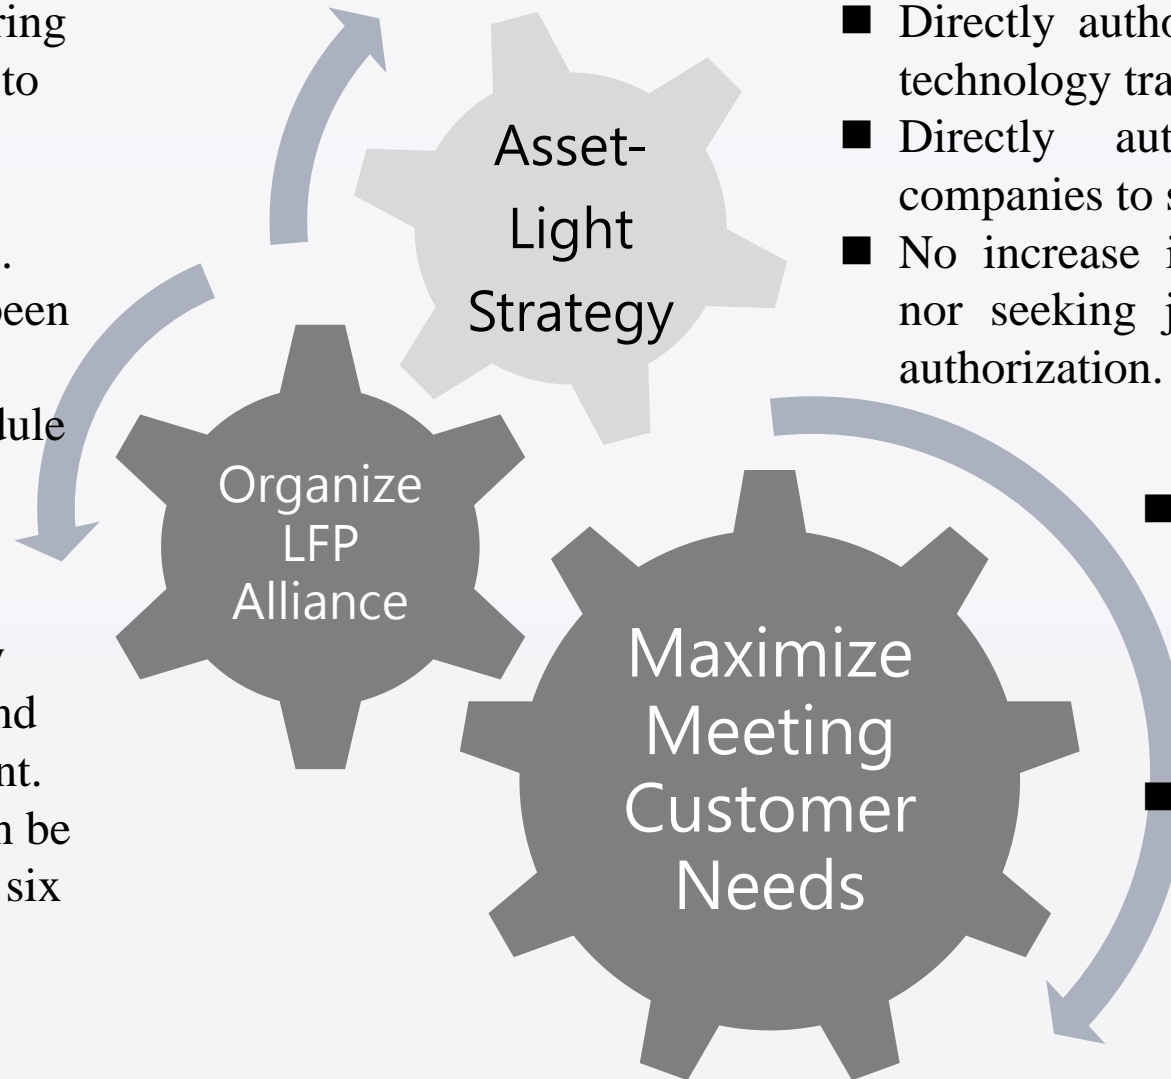 ring
to
.
been
dule
nd
nt.
n be
six
Asset-
Light
Strategy
Organize
LFP
Alliance
Maximize
Meeting
Customer
Needs
■ Directly autho
technology tra
■ Directly aut
companies to s
■ No increase i
nor seeking j
authorization.
■
■